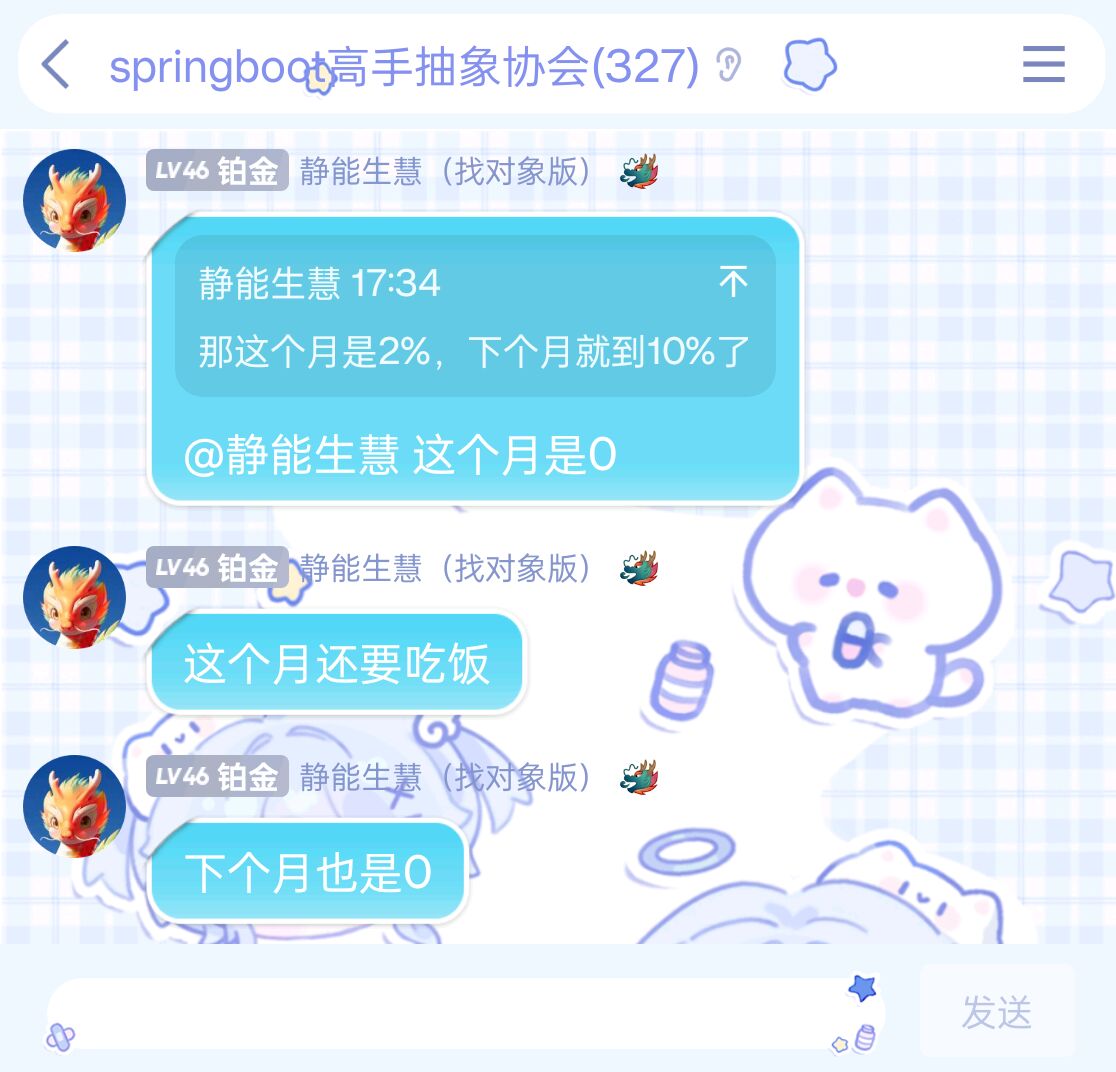 springboot高手抽象协会(327)
LV46 铂金 静能生慧（找对象版）
静能生慧 17:34
那这个月是2%，下个月就到10%了
@静能生慧 这个月是0
LV46 铂金 静能生慧（找对象版）
这个月还要吃饭
LV46 铂金 静能生慧（找对象版）
下个月也是0
发送